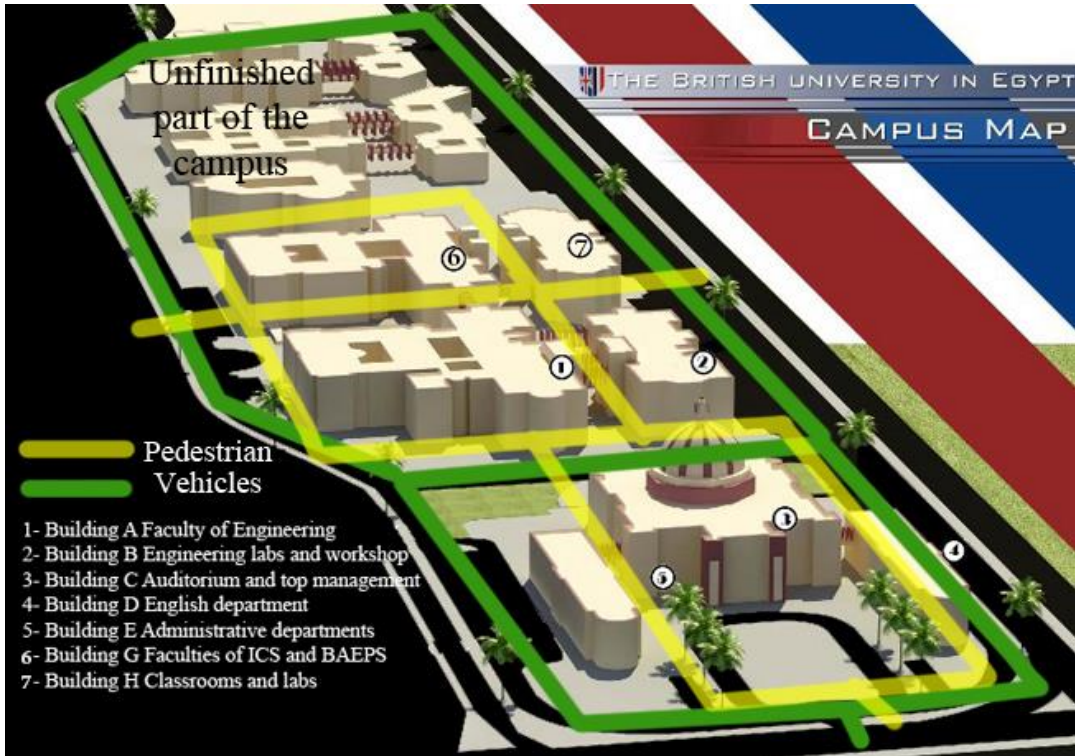 Unfinished
part of the
campus
THE BRITISH UNIVERSITY IN EGYPT
CAMPUS MAP
7
6
1
2
3
4
5
Pedestrian
Vehicles
1- Building A Faculty of Engineering
2- Building B Engineering labs and workshop
3- Building C Auditorium and top management
4- Building D English department
5- Building E Administrative departments
6- Building G Faculties of ICS and BAEPS
7- Building H Classrooms and labs